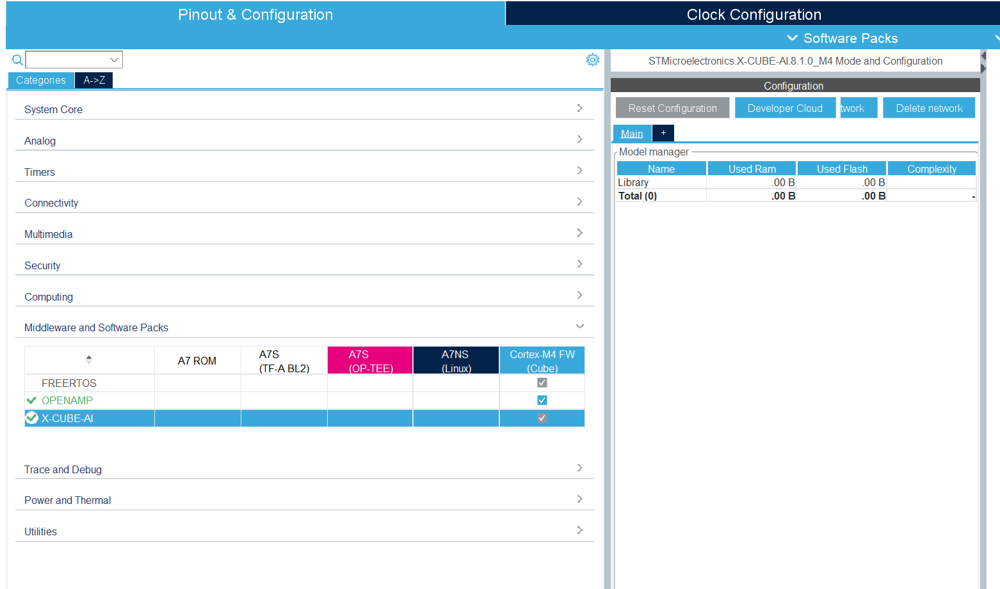 Pinout & Configuration
Clock Configuration
Software Packs
Categories
A->Z
System Core
Analog
Timers
Connectivity
Multimedia
Security
Computing
Middleware and Software Packs
A7 ROM
A7S
(TF-A BL2)
A7S
(OP-TEE)
A7NS
(Linux)
Cortex-M4 FW
(Cube)
FREERTOS
OPENAMP
X-CUBE-AI
Trace and Debug
Power and Thermal
Utilities
STMicroelectronics.X-CUBE-AI.8.1.0_M4 Mode and Configuration
Configuration
Reset Configuration
Developer Cloud
twork
Delete network
Main
+
Model manager
Name Used Ram Used Flash Complexity
Library .00 B .00 B
Total (0) .00 B .00 B -